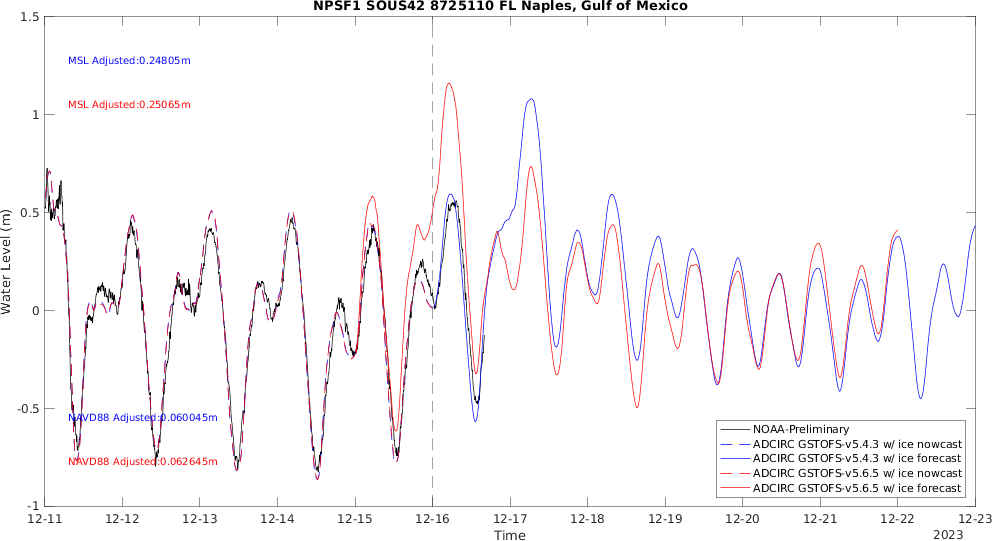 NPSF1 SOUS42 8725110 FL Naples, Gulf of Mexico
1.5
1
0.5
0
-0.5
-1
Water Level (m)
MSL Adjusted:0.24805m
MSL Adjusted:0.25065m
NAVD88 Adjusted:0.060045m
NAVD88 Adjusted:0.062645m
NOAA-Preliminary
ADCIRC GSTOFS-v5.4.3 w/ ice nowcast
ADCIRC GSTOFS-v5.4.3 w/ ice forecast
ADCIRC GSTOFS-v5.6.5 w/ ice nowcast
ADCIRC GSTOFS-v5.6.5 w/ ice forecast
12-11 12-12 12-13 12-14 12-15 12-16 12-17 12-18 12-19 12-20 12-21 12-22 12-23
Time
2023